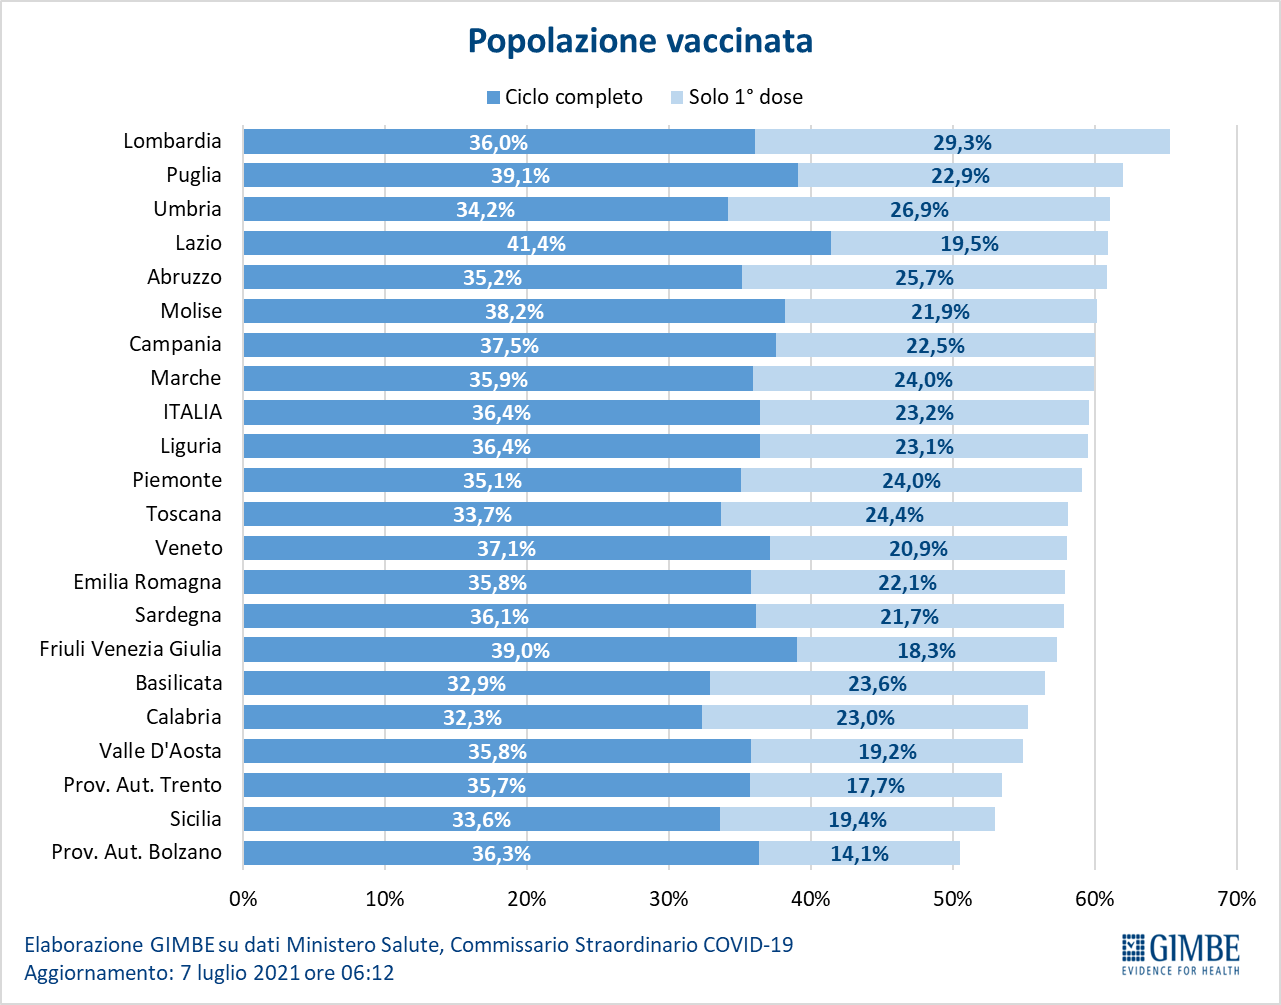 Popolazione vaccinata
Ciclo completo Solo 1° dose
Lombardia 36,0% 29,3%
Puglia 39,1% 22,9%
Umbria 34,2% 26,9%
Lazio 41,4% 19,5%
Abruzzo 35,2% 25,7%
Molise 38,2% 21,9%
Campania 37,5% 22,5%
Marche 35,9% 24,0%
ITALIA 36,4% 23,2%
Liguria 36,4% 23,1%
Piemonte 35,1% 24,0%
Toscana 33,7% 24,4%
Veneto 37,1% 20,9%
Emilia Romagna 35,8% 22,1%
Sardegna 36,1% 21,7%
Friuli Venezia Giulia 39,0% 18,3%
Basilicata 32,9% 23,6%
Calabria 32,3% 23,0%
Valle D'Aosta 35,8% 19,2%
Prov. Aut. Trento 35,7% 17,7%
Sicilia 33,6% 19,4%
Prov. Aut. Bolzano 36,3% 14,1%
0% 10% 20% 30% 40% 50% 60% 70%
Elaborazione GIMBE su dati Ministero Salute, Commissario Straordinario COVID-19
Aggiornamento: 7 luglio 2021 ore 06:12
GIMBE
EVIDENCE FOR HEALTH